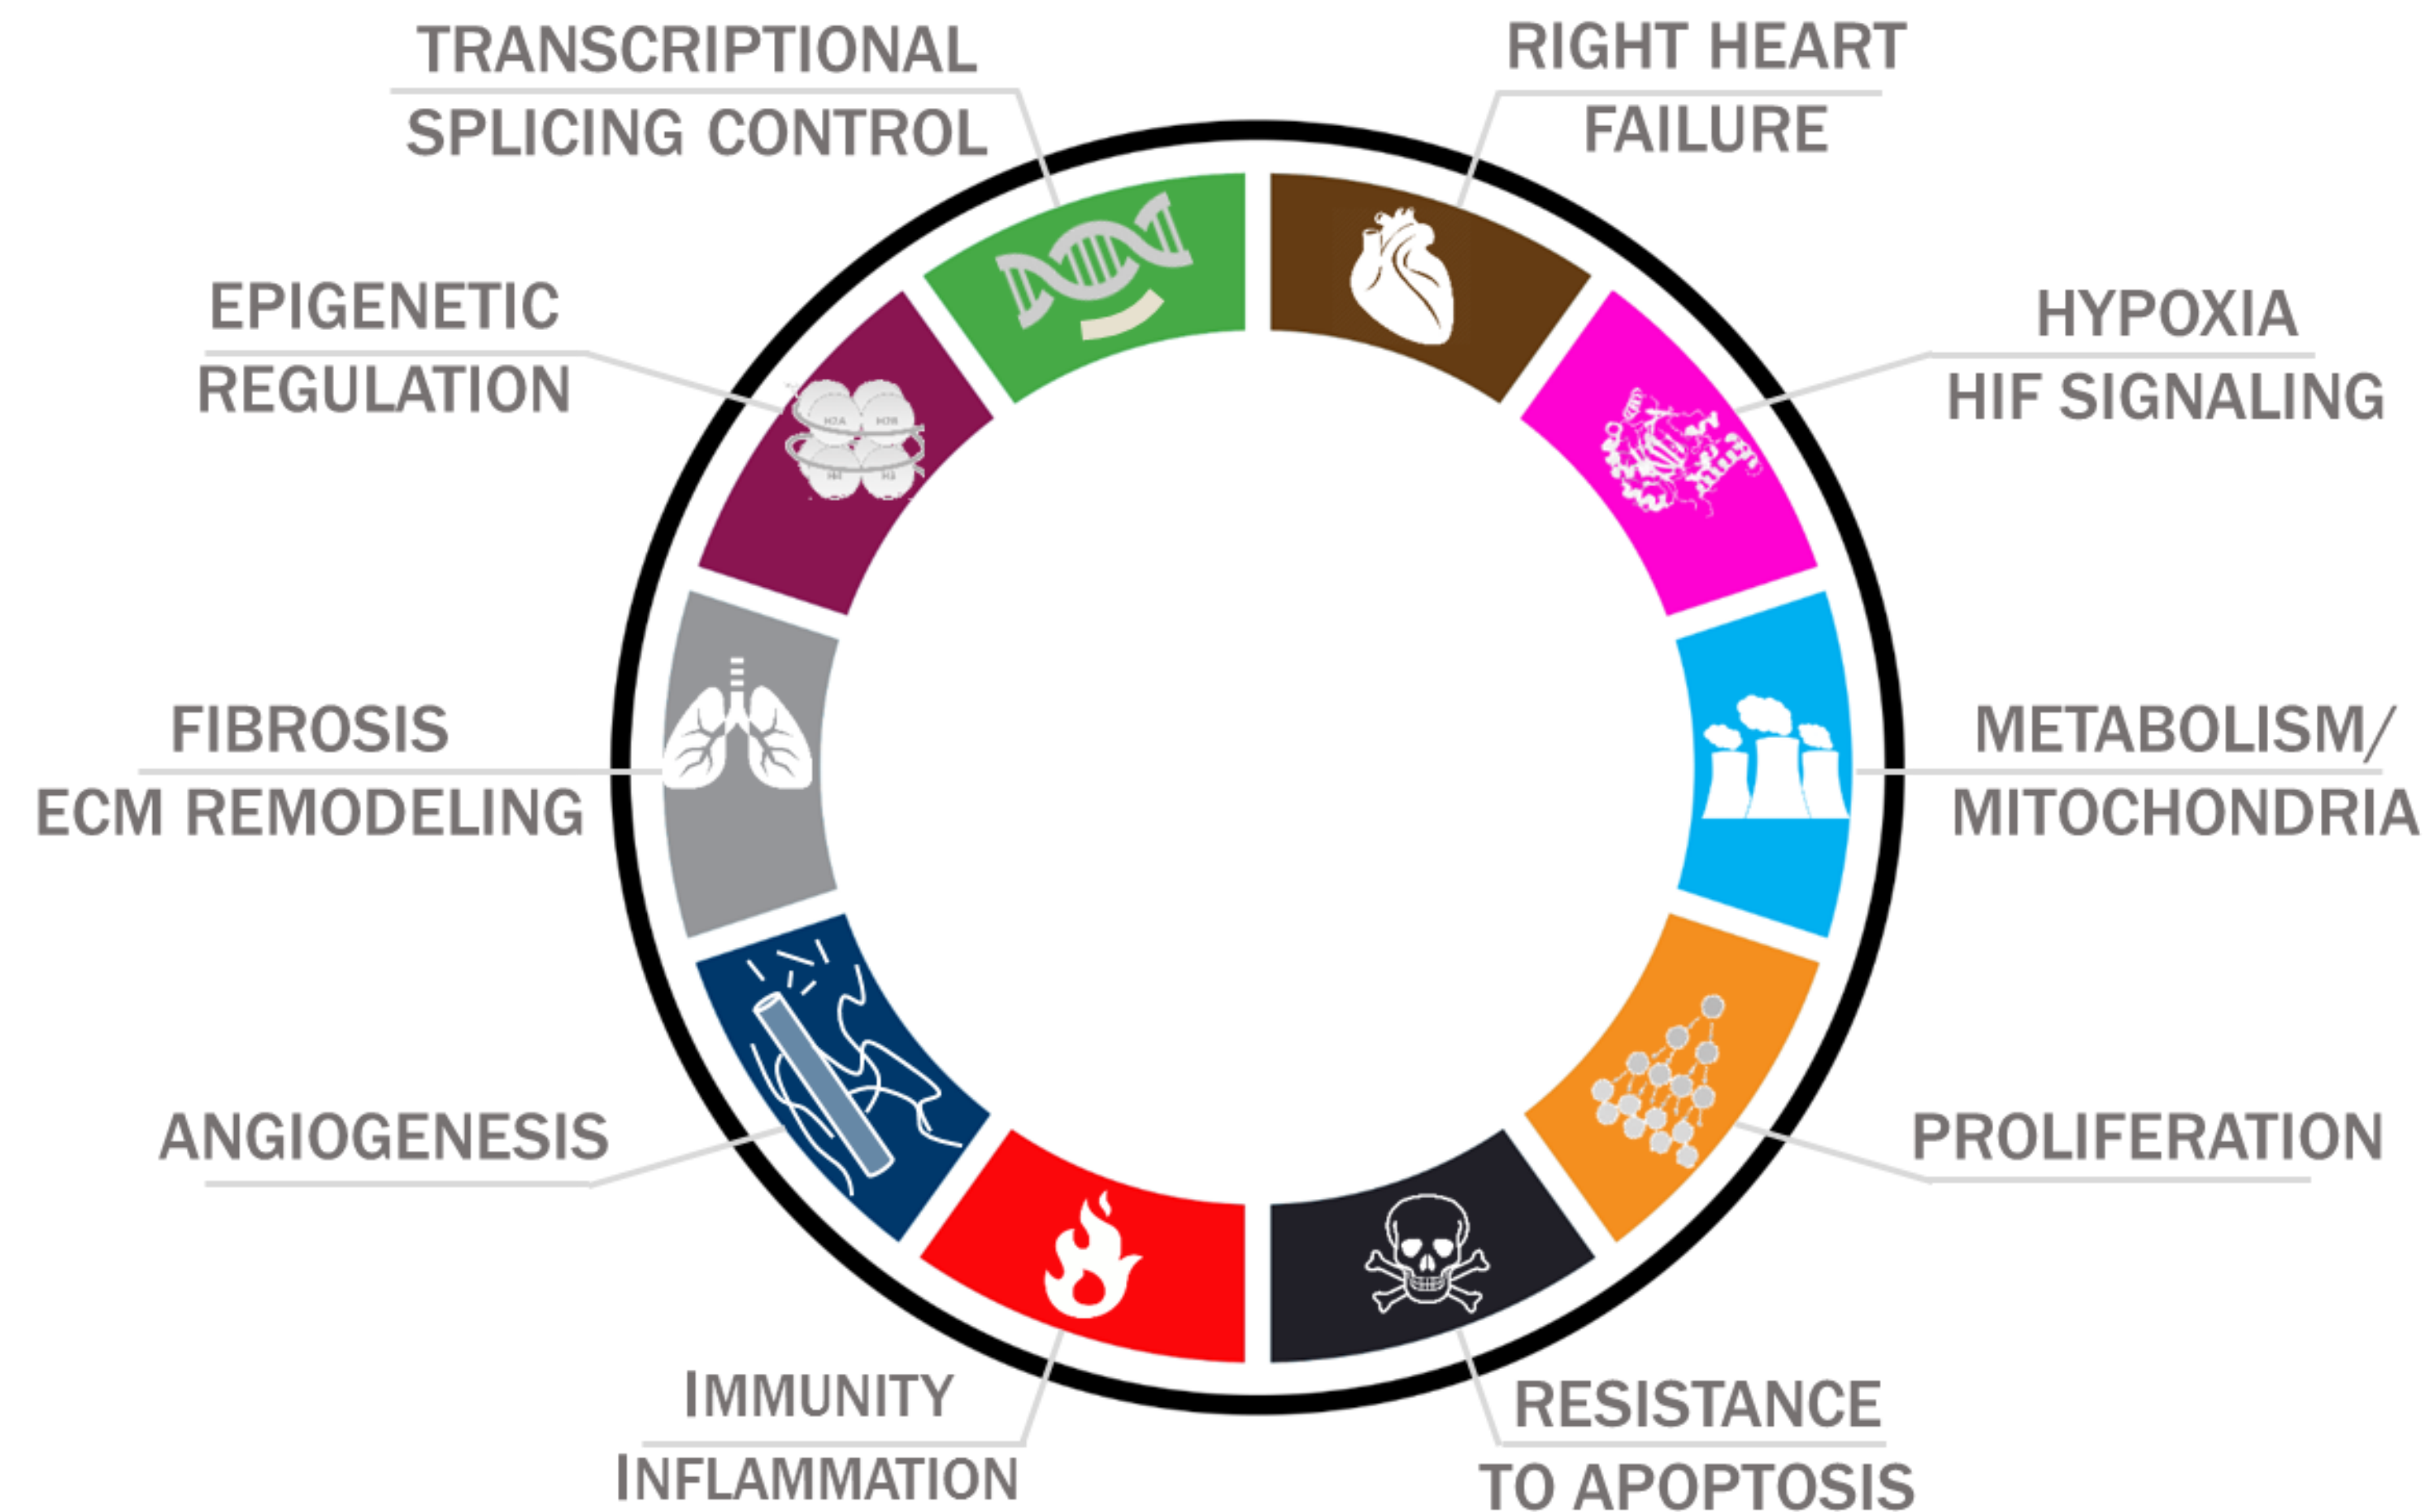 TRANSCRIPTIONAL
SPLICING CONTROL
RIGHT HEART
FAILURE
EPIGENETIC
REGULATION
HYPOXIA
HIF SIGNALING
FIBROSIS
ECM REMODELING
METABOLISM/
MITOCHONDRIA
ANGIOGENESIS
PROLIFERATION
IMMUNITY
INFLAMMATION
RESISTANCE
TO APOPTOSIS